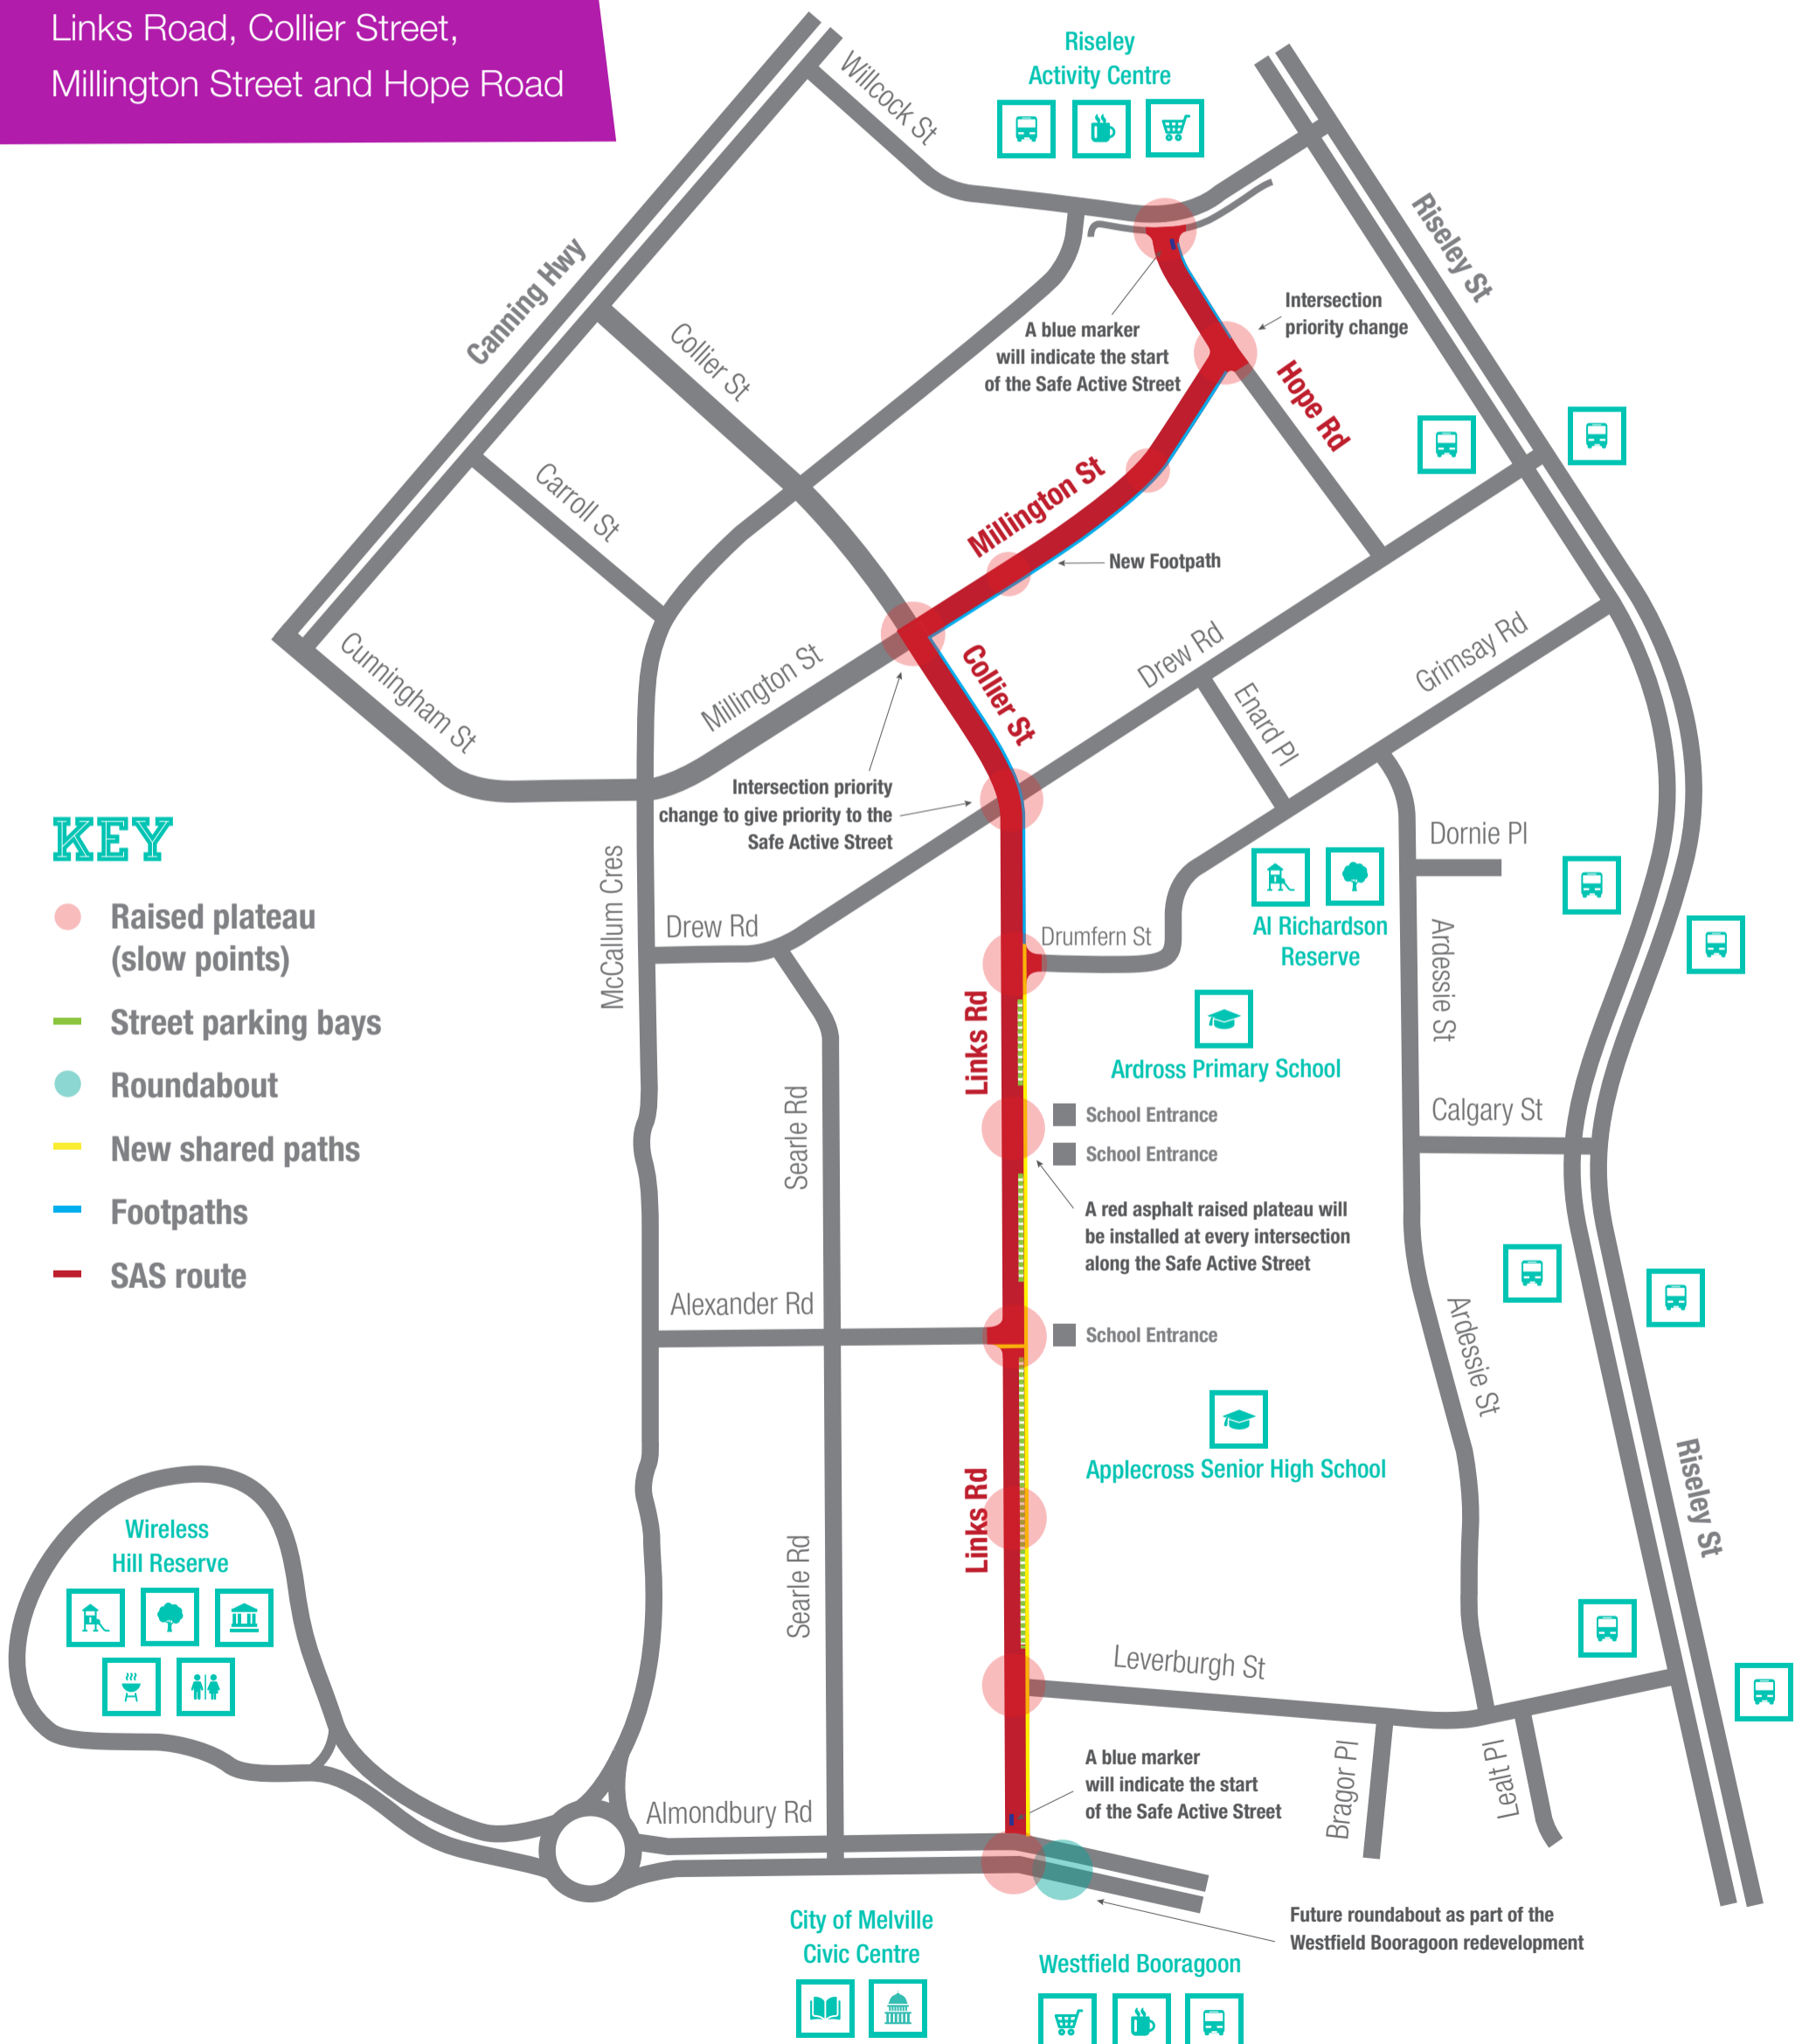 Links Road, Collier Street,
Millington Street and Hope Road
Riseley
Activity Centre
Willcock St
Canning Hwy
Riseley St
Collier St
Carroll St
Cunningham St
A blue marker
will indicate the start
of the Safe Active Street
Intersection
priority change
Hope Rd
Millington St
New Footpath
Millington St
Collier St
Drew Rd
Enard Pl
Grimsay Rd
Intersection priority
change to give priority to the
Safe Active Street
KEY
Raised plateau
(slow points)
Street parking bays
Roundabout
New shared paths
Footpaths
SAS route
McCallum Cres
Drew Rd
Drumfern St
Al Richardson
Reserve
Dornie Pl
Ardessie St
Links Rd
Ardross Primary School
School Entrance
School Entrance
Calgary St
Searle Rd
A red asphalt raised plateau will
be installed at every intersection
along the Safe Active Street
Alexander Rd
School Entrance
Ardessie St
Applecross Senior High School
Links Rd
Riseley St
Wireless
Hill Reserve
Searle Rd
Leverburgh St
A blue marker
will indicate the start
of the Safe Active Street
Bragor Pl
Lealt Pl
Almondbury Rd
Future roundabout as part of the
Westfield Booragoon redevelopment
City of Melville
Civic Centre
Westfield Booragoon